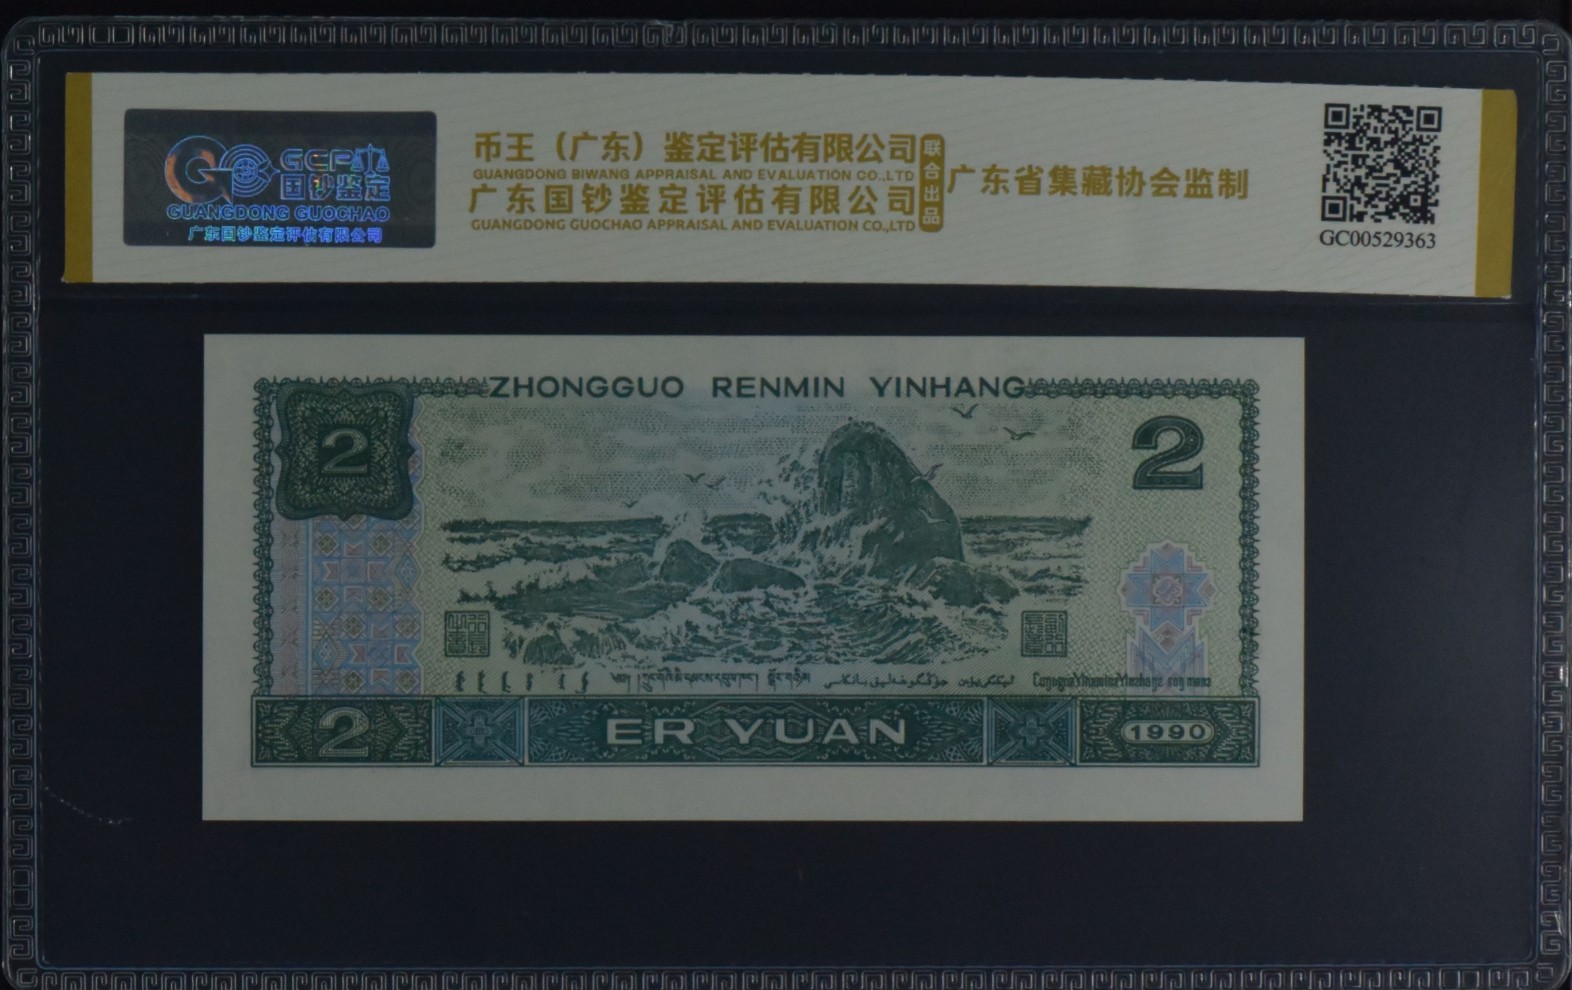 GCP
国钞鉴定
GUANGDONG GUOCHAO
广东国钞鉴定评估有限公司
币王（广东）鉴定评估有限公司
GUANGDONG BIWANG APPRAISAL AND EVALUATION CO.,LTD
广东国钞鉴定评估有限公司
GUANGDONG GUOCHAO APPRAISAL AND EVALUATION CO.,LTD
联合出品
广东省集藏协会监制
GC00529363
ZHONGGUO RENMIN YINHANG
2
2
2
ER YUAN
1990